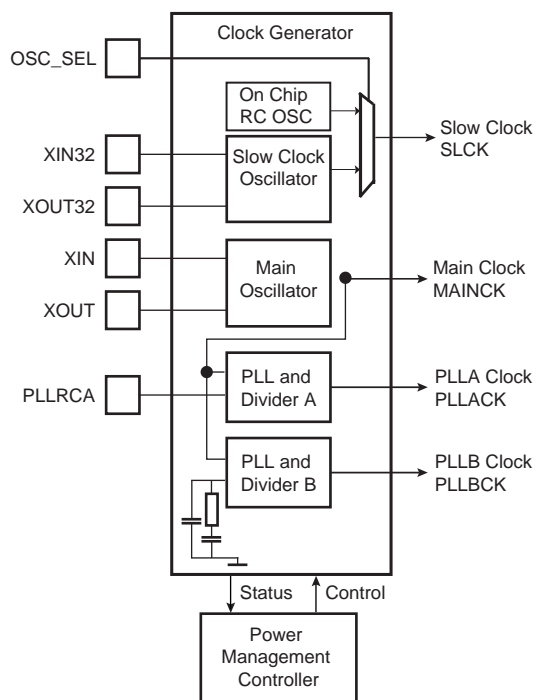 Clock Generator
OSC_SEL
On Chip
RC OSC
Slow Clock
SLCK
XIN32
Slow Clock
Oscillator
XOUT32
XIN
Main
Oscillator
Main Clock
MAINCK
XOUT
PLLRCA
PLL and
Divider A
PLLA Clock
PLLACK
PLL and
Divider B
PLLB Clock
PLLBCK
Status
Control
Power
Management
Controller